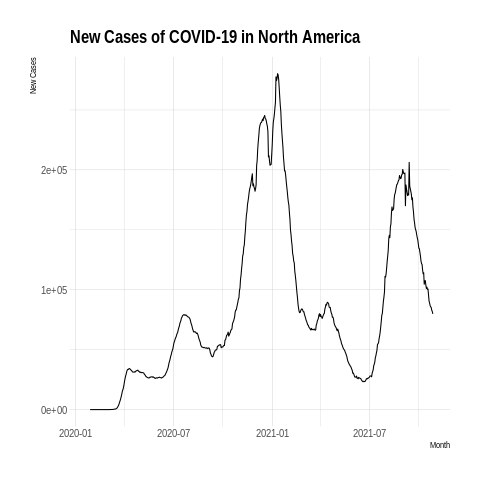 New Cases of COVID-19 in North America
New Cases
2e+05
1e+05
0e+00
2020-01 2020-07 2021-01 2021-07
Month